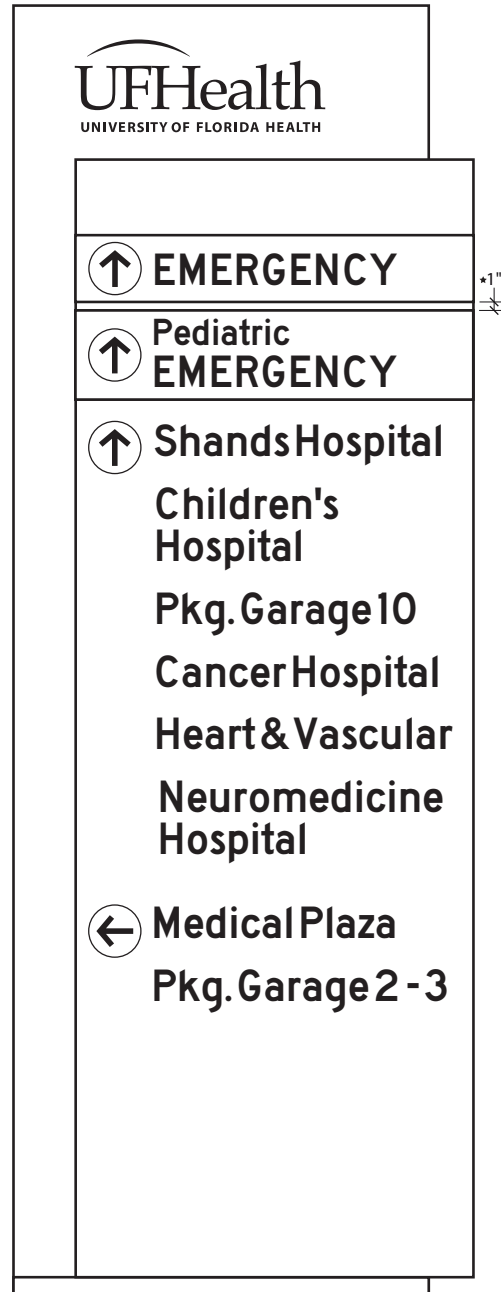 UFHealth
UNIVERSITY OF FLORIDA HEALTH
EMERGENCY
★1"
Pediatric
EMERGENCY
Shands Hospital
Children's
Hospital
Pkg. Garage 10
Cancer Hospital
Heart & Vascular
Neuromedicine
Hospital
Medical Plaza
Pkg. Garage 2 - 3